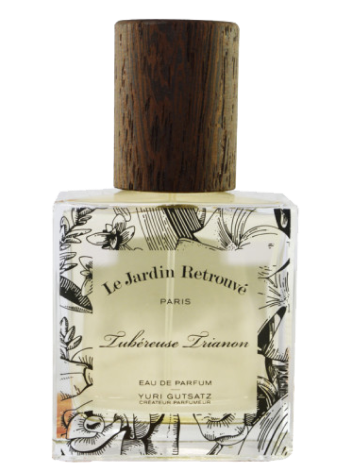 Le Jardin Retrouvé
PARIS
Tubéreuse Trianon
EAU DE PARFUM
YURI GUTSATZ
CRÉATEUR PARFUMEUR